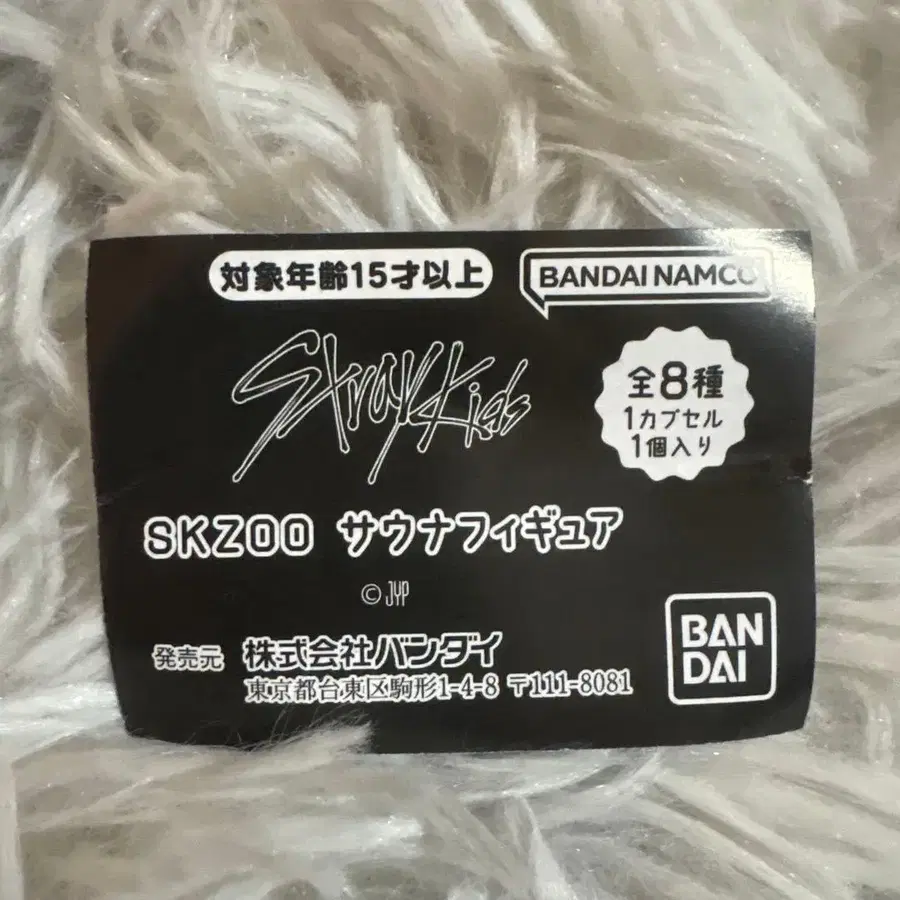 対象年齢15才以上
BANDAI NAMCO
Stray Kids
全8種
1カプセル
1個入り
SKZOO サウナフィギュア
© JYP
発売元 株式会社バンダイ
東京都台東区駒形1-4-8 〒111-8081
BAN
DAI